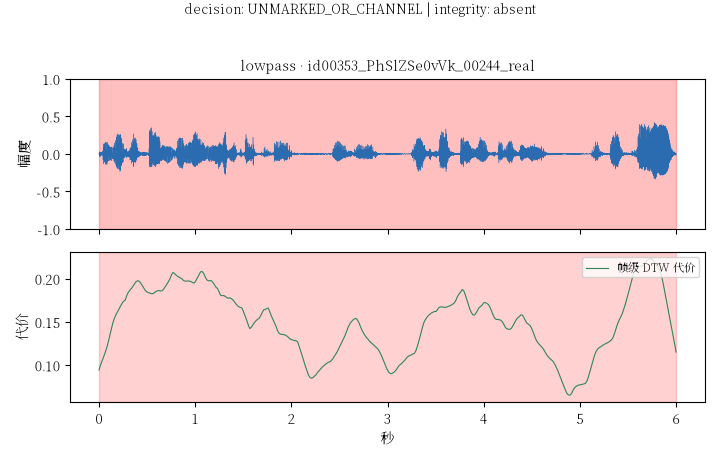 decision: UNMARKED_OR_CHANNEL | integrity: absent
lowpass · id00353_PhSlZSe0vVk_00244_real
1.0
0.5
0.0
-0.5
-1.0
幅度
帧级 DTW 代价
0.20
0.15
0.10
代价
0 1 2 3 4 5 6
秒